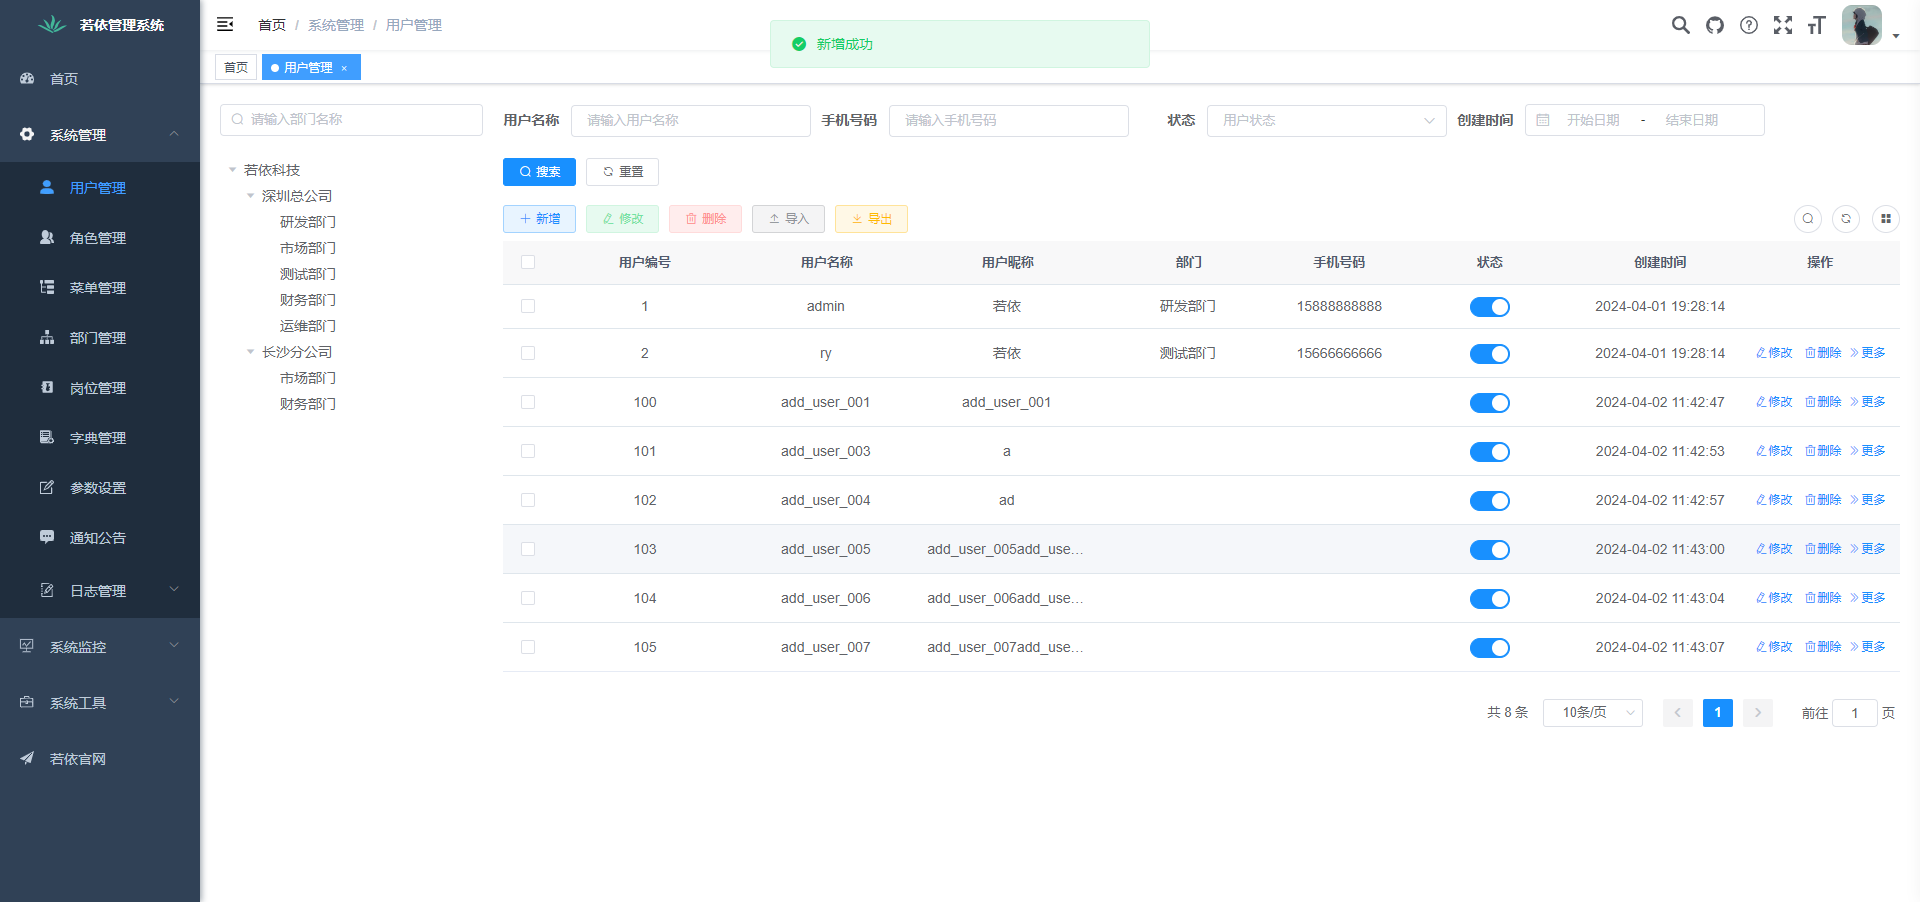 若依管理系统
首页
系统管理
用户管理
角色管理
菜单管理
部门管理
岗位管理
字典管理
参数设置
通知公告
日志管理
系统监控
系统工具
若依官网
首页 / 系统管理 / 用户管理
新增成功
首页 用户管理 ×
请输入部门名称
若依科技
深圳总公司
研发部门
市场部门
测试部门
财务部门
运维部门
长沙分公司
市场部门
财务部门
用户名称 请输入用户名称 手机号码 请输入手机号码 状态 用户状态 创建时间 开始日期 - 结束日期
搜索 重置
新增 修改 删除 导入 导出
用户编号 用户名称 用户昵称 部门 手机号码 状态 创建时间 操作
1 admin 若依 研发部门 15888888888 2024-04-01 19:28:14
2 ry 若依 测试部门 15666666666 2024-04-01 19:28:14 修改 删除 更多
100 add_user_001 add_user_001 2024-04-02 11:42:47 修改 删除 更多
101 add_user_003 a 2024-04-02 11:42:53 修改 删除 更多
102 add_user_004 ad 2024-04-02 11:42:57 修改 删除 更多
103 add_user_005 add_user_005add_use... 2024-04-02 11:43:00 修改 删除 更多
104 add_user_006 add_user_006add_use... 2024-04-02 11:43:04 修改 删除 更多
105 add_user_007 add_user_007add_use... 2024-04-02 11:43:07 修改 删除 更多
共 8 条 10条/页 1 前往 1 页